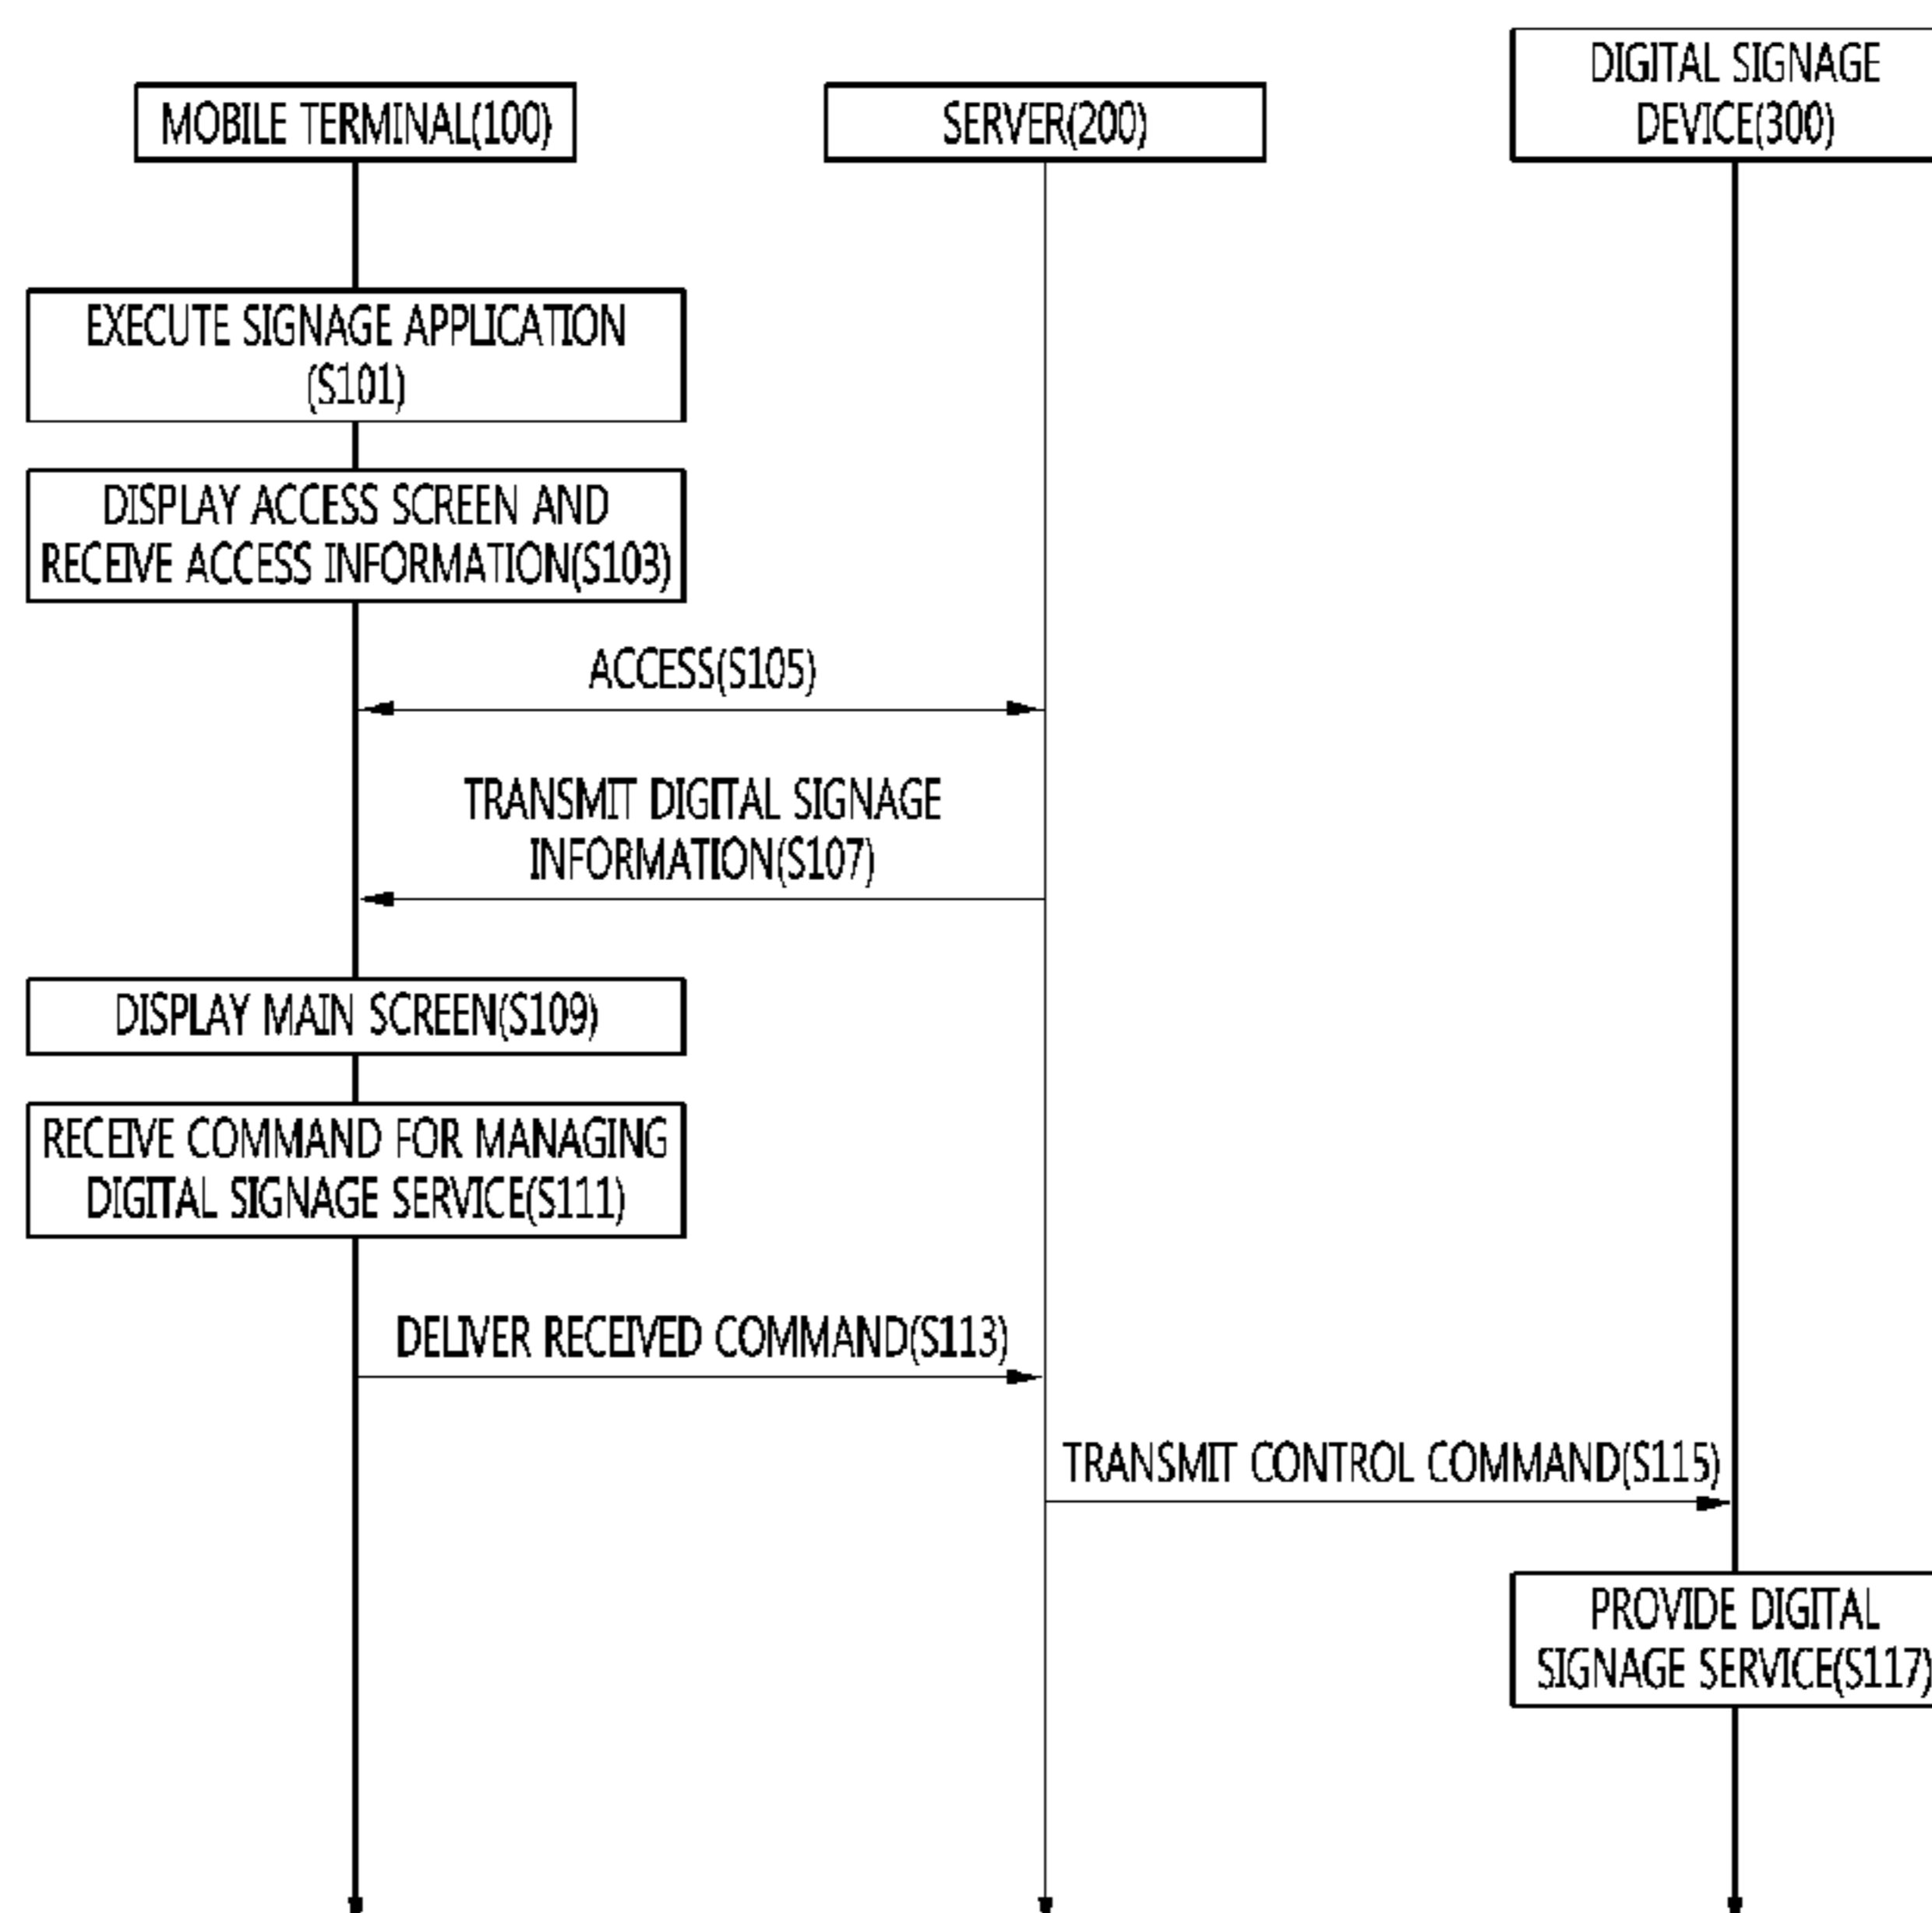 DIGITAL SIGNAGE
DEVICE(300)
MOBILE TERMINAL(100)
SERVER(200)
EXECUTE SIGNAGE APPLICATION
(S101)
DISPLAY ACCESS SCREEN AND
RECEIVE ACCESS INFORMATION(S103)
ACCESS(S105)
TRANSMIT DIGITAL SIGNAGE
INFORMATION(S107)
DISPLAY MAIN SCREEN(S109)
RECEIVE COMMAND FOR MANAGING
DIGITAL SIGNAGE SERVICE(S111)
DELIVER RECEIVED COMMAND(S113)
TRANSMIT CONTROL COMMAND(S115)
PROVIDE DIGITAL
SIGNAGE SERVICE(S117)